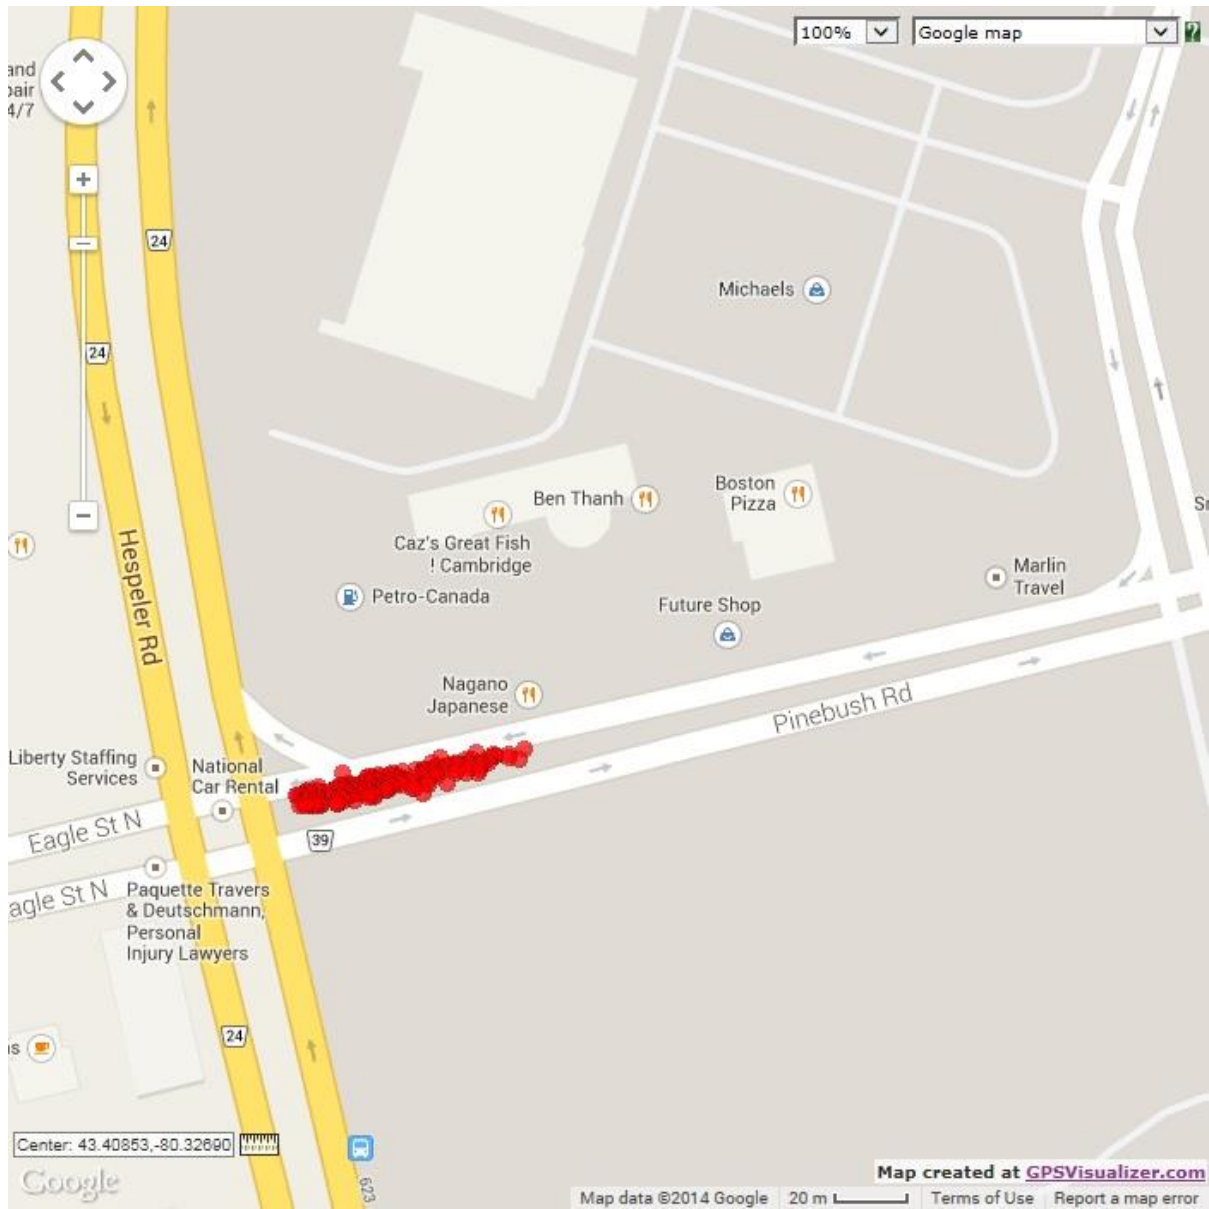 100%
Google map
?
and
pair
4/7
24
24
Michaels
Ben Thanh
Boston
Pizza
Caz's Great Fish
! Cambridge
Hespeler Rd
Marlin
Travel
Petro-Canada
Future Shop
Nagano
Japanese
Pinebush Rd
Liberty Staffing
Services
National
Car Rental
Eagle St N
39
agle St N
Paquette Travers
& Deutschmann,
Personal
Injury Lawyers
24
Center: 43.40853,-80.32690
623
Google
Map created at GPSVisualizer.com
Map data ©2014 Google
20 m
Terms of Use
Report a map error